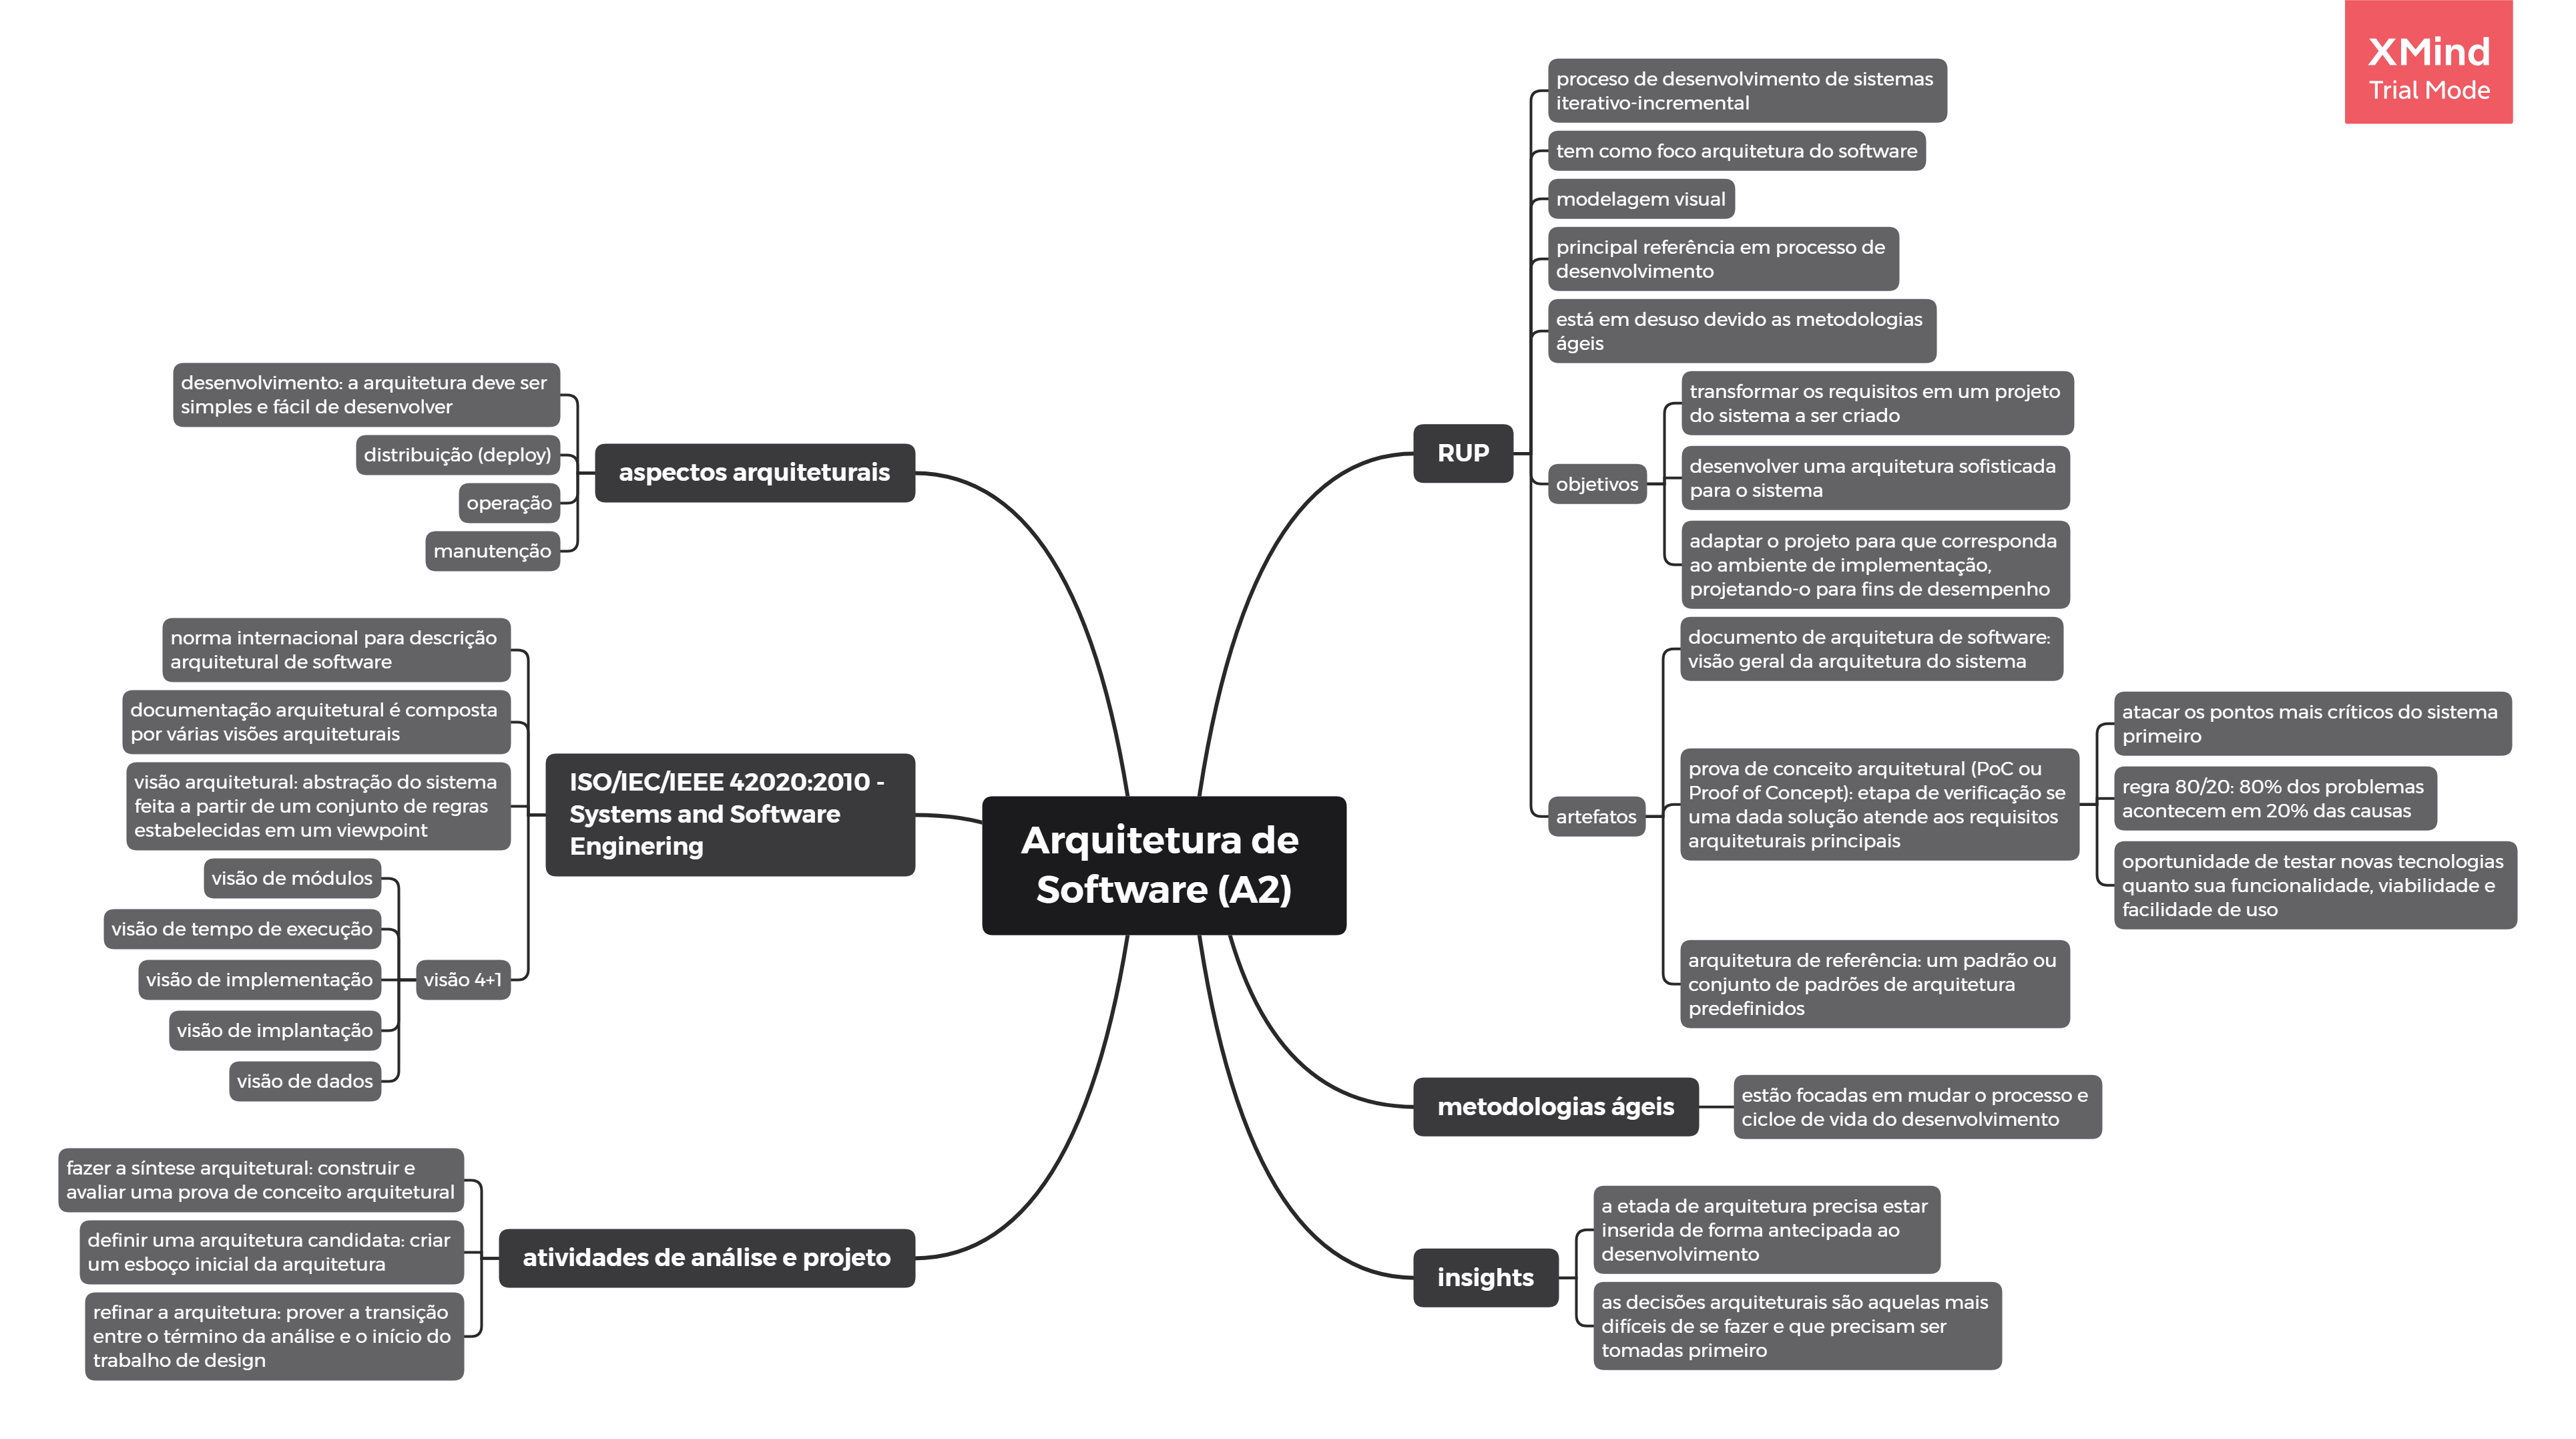 XMind
Trial Mode
Arquitetura de
Software (A2)
RUP
proceso de desenvolvimento de sistemas
iterativo-incremental
tem como foco arquitetura do software
modelagem visual
principal referência em processo de
desenvolvimento
está em desuso devido as metodologias
ágeis
objetivos
transformar os requisitos em um projeto
do sistema a ser criado
desenvolver uma arquitetura sofisticada
para o sistema
adaptar o projeto para que corresponda
ao ambiente de implementação,
projetando-o para fins de desempenho
artefatos
documento de arquitetura de software:
visão geral da arquitetura do sistema
prova de conceito arquitetural (PoC ou
Proof of Concept): etapa de verificação se
uma dada solução atende aos requisitos
arquiteturais principais
atacar os pontos mais críticos do sistema
primeiro
regra 80/20: 80% dos problemas
acontecem em 20% das causas
oportunidade de testar novas tecnologias
quanto sua funcionalidade, viabilidade e
facilidade de uso
arquitetura de referência: um padrão ou
conjunto de padrões de arquitetura
predefinidos
metodologias ágeis
estão focadas em mudar o processo e
cicloe de vida do desenvolvimento
insights
a etada de arquitetura precisa estar
inserida de forma antecipada ao
desenvolvimento
as decisões arquiteturais são aquelas mais
difíceis de se fazer e que precisam ser
tomadas primeiro
aspectos arquiteturais
desenvolvimento: a arquitetura deve ser
simples e fácil de desenvolver
distribuição (deploy)
operação
manutenção
ISO/IEC/IEEE 42020:2010 -
Systems and Software
Enginering
norma internacional para descrição
arquitetural de software
documentação arquitetural é composta
por várias visões arquiteturais
visão arquitetural: abstração do sistema
feita a partir de um conjunto de regras
estabelecidas em um viewpoint
visão 4+1
visão de módulos
visão de tempo de execução
visão de implementação
visão de implantação
visão de dados
atividades de análise e projeto
fazer a síntese arquitetural: construir e
avaliar uma prova de conceito arquitetural
definir uma arquitetura candidata: criar
um esboço inicial da arquitetura
refinar a arquitetura: prover a transição
entre o término da análise e o início do
trabalho de design